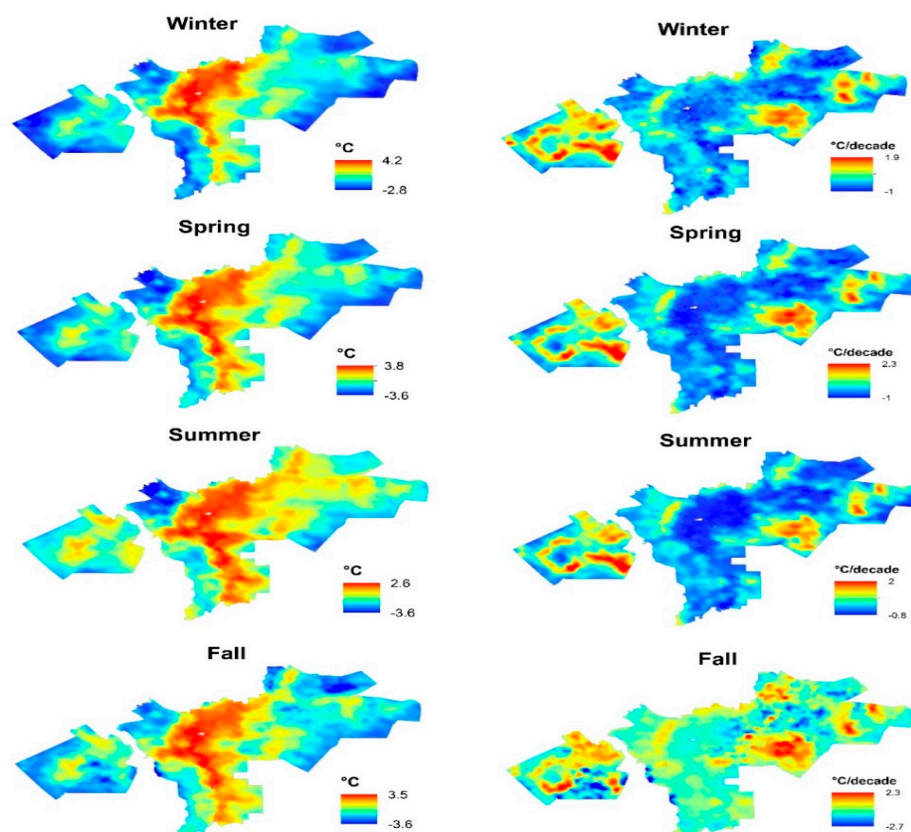 Winter
°C
4.2
-2.8
Spring
°C
3.8
-3.6
Summer
°C
2.6
-3.6
Fall
°C
3.5
-3.6
Winter
°C/decade
1.9
-1
Spring
°C/decade
2.3
-1
Summer
°C/decade
2
-0.8
Fall
°C/decade
2.3
-2.7